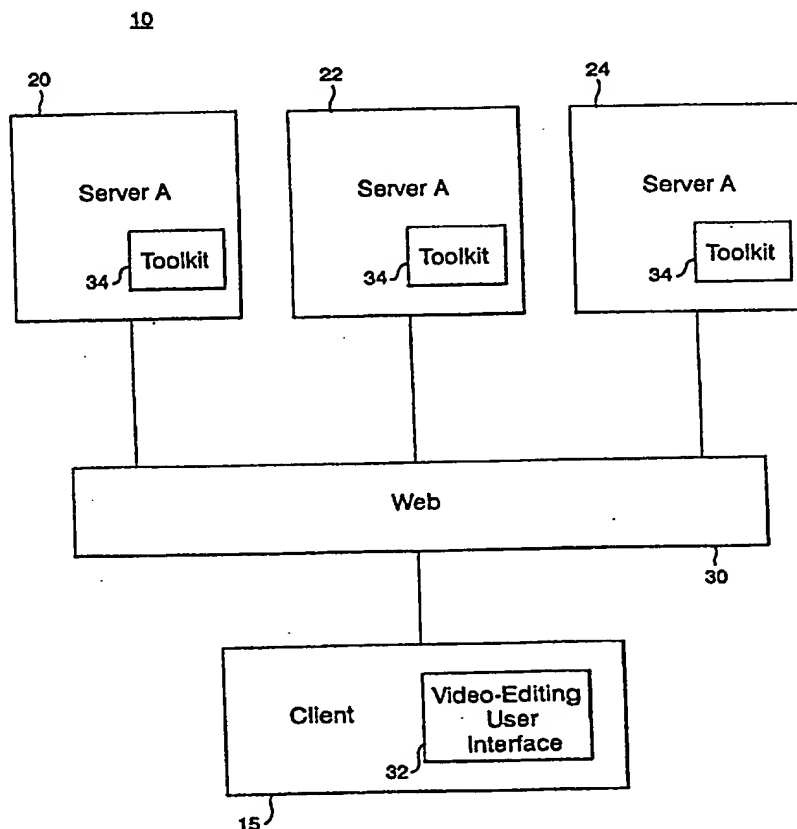 10
20
22
24
Server A
Server A
Server A
Toolkit
Toolkit
Toolkit
34
34
34
Web
30
Client
Video-Editing
User
Interface
32
15